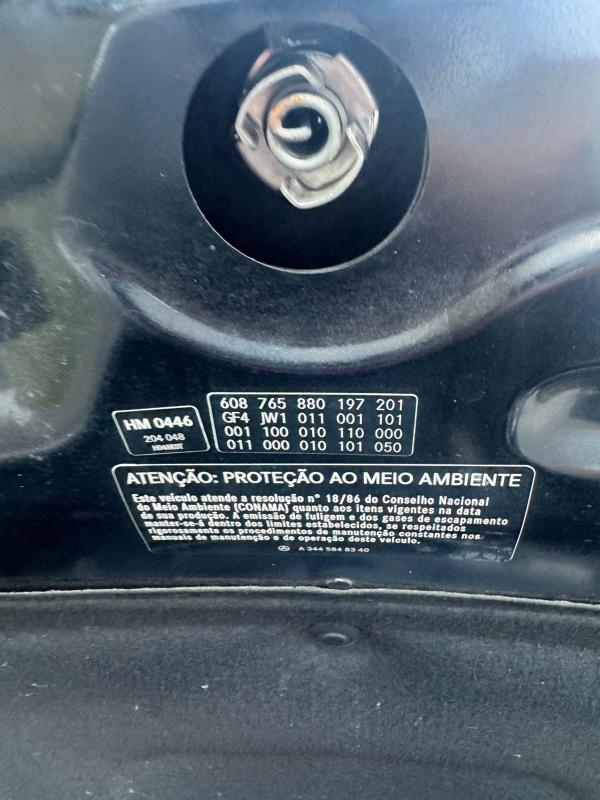 608 765 880 197 201
GF4 JW1 011 001 101
001 100 010 110 000
011 000 010 101 050
HM 0446
204 048
ATENÇÃO: PROTEÇÃO AO MEIO AMBIENTE
Este veículo atende a resolução n° 18/86 do Conselho Nacional
do Meio Ambiente (CONAMA) quanto aos itens vigentes na data
de sua produção. A emissão de fuligem e dos gases de escapamento
manter-se-á dentro dos limites estabelecidos, se respeitados
rigorosamente os procedimentos de manutenção constantes nos
manuais de manutenção e de operação deste veículo.
A 344 584 83 40